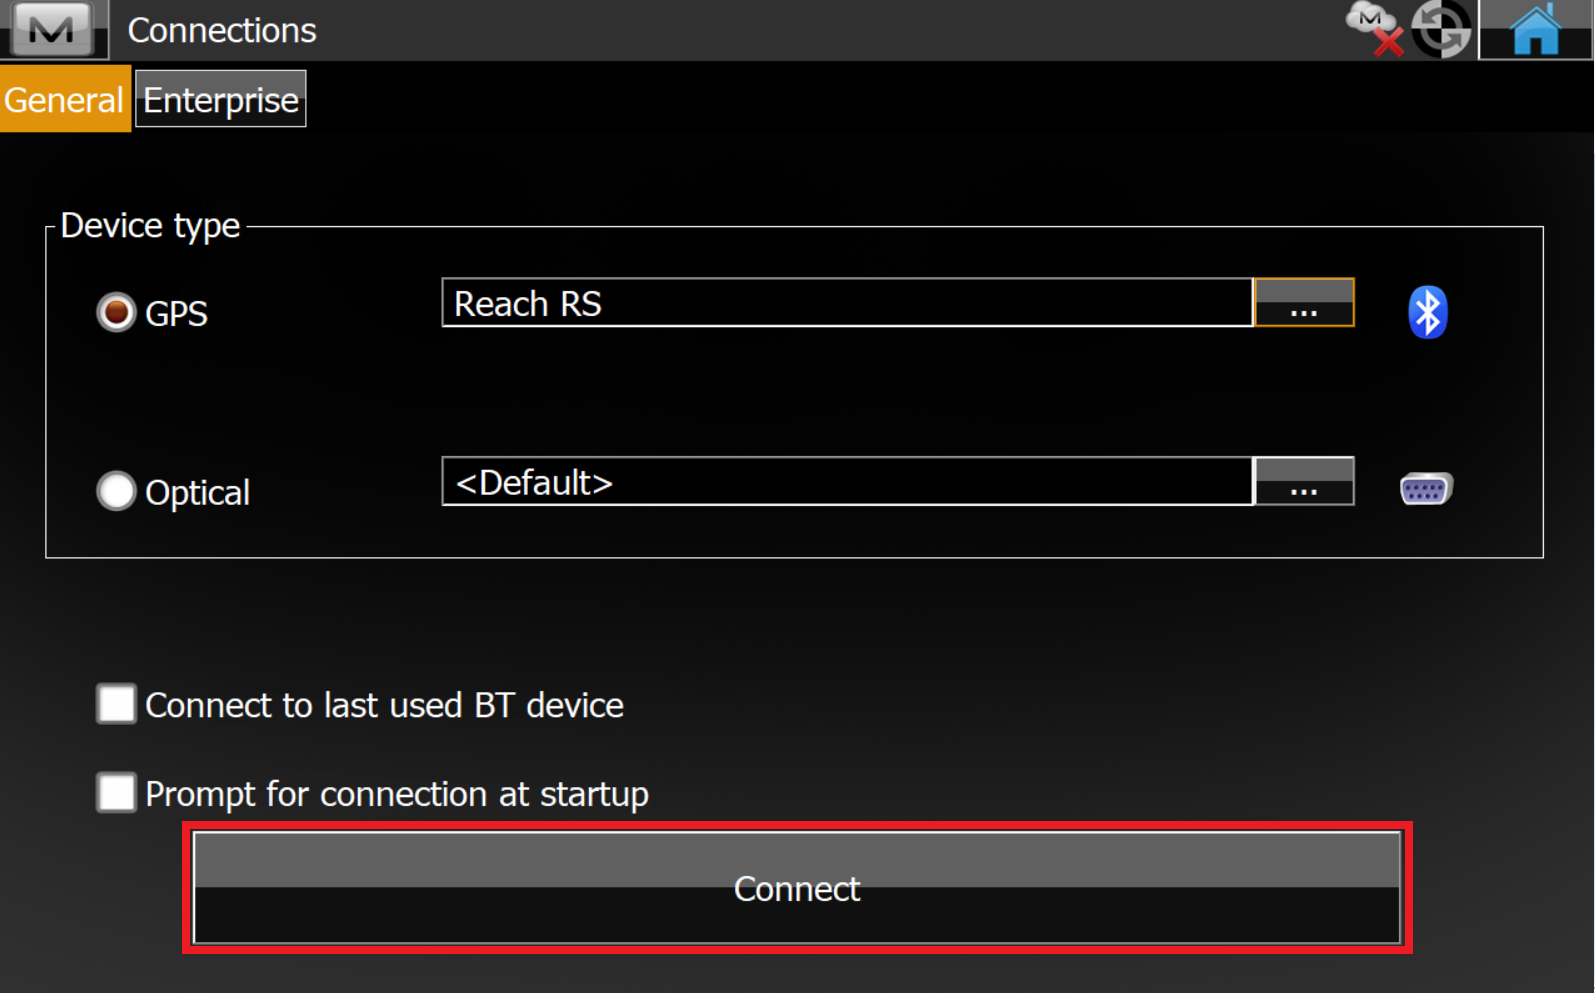 M Connections M
General Enterprise
Device type
GPS Reach RS ...
Optical <Default> ...
Connect to last used BT device
Prompt for connection at startup
Connect